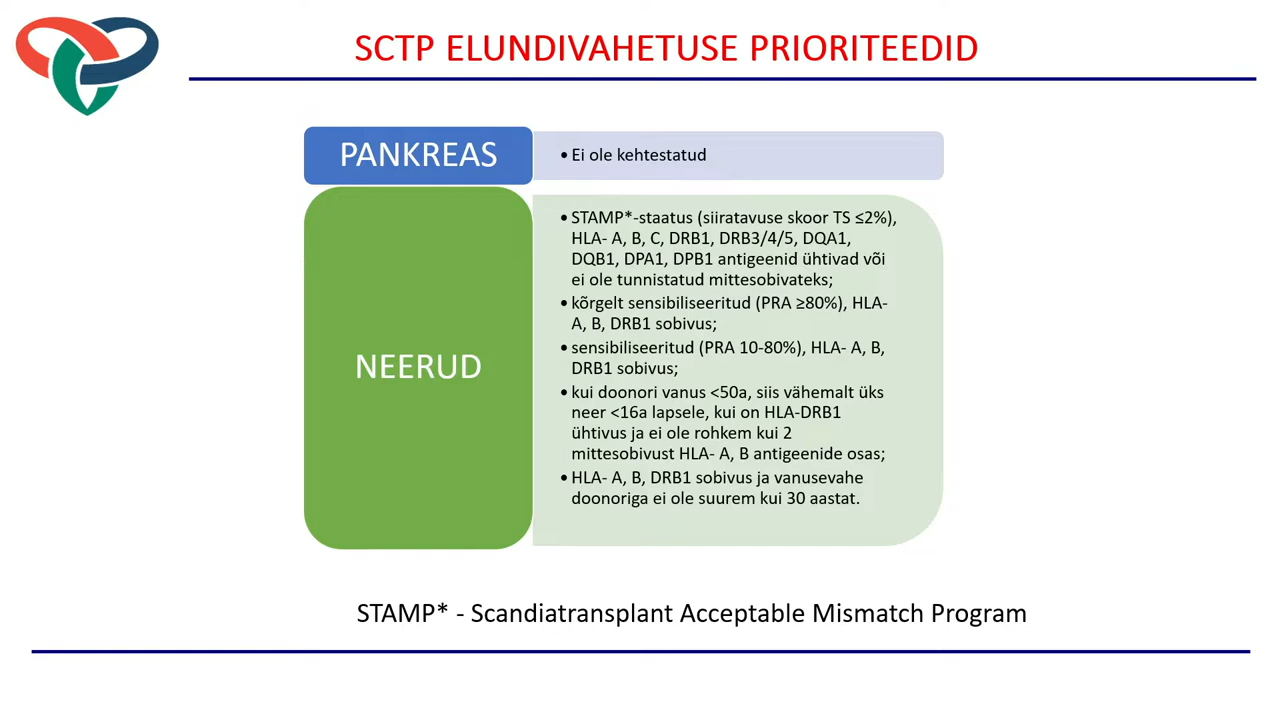 SCTP ELUNDIVAHETUSE PRIORITEEDID
PANKREAS
• Ei ole kehtestatud
NEERUD
• STAMP*-staatus (siiratavuse skoor TS ≤2%),
HLA- A, B, C, DRB1, DRB3/4/5, DQA1,
DQB1, DPA1, DPB1 antigeenid ühtivad või
ei ole tunnistatud mittesobivateks;
• kõrgelt sensibiliseeritud (PRA ≥80%), HLA-
A, B, DRB1 sobivus;
• sensibiliseeritud (PRA 10-80%), HLA- A, B,
DRB1 sobivus;
• kui doonori vanus <50a, siis vähemalt üks
neer <16a lapsele, kui on HLA-DRB1
ühtivus ja ei ole rohkem kui 2
mittesobivust HLA- A, B antigeenide osas;
• HLA- A, B, DRB1 sobivus ja vanusevahe
doonoriga ei ole suurem kui 30 aastat.
STAMP* - Scandiatransplant Acceptable Mismatch Program